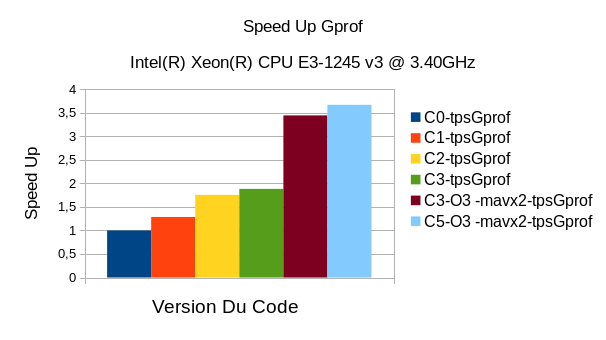 Speed Up Gprof
Intel(R) Xeon(R) CPU E3-1245 v3 @ 3.40GHz
4
3,5
3
2,5
2
1,5
1
0,5
0
Speed Up
Version Du Code
C0-tpsGprof
C1-tpsGprof
C2-tpsGprof
C3-tpsGprof
C3-O3 -mavx2-tpsGprof
C5-O3 -mavx2-tpsGprof